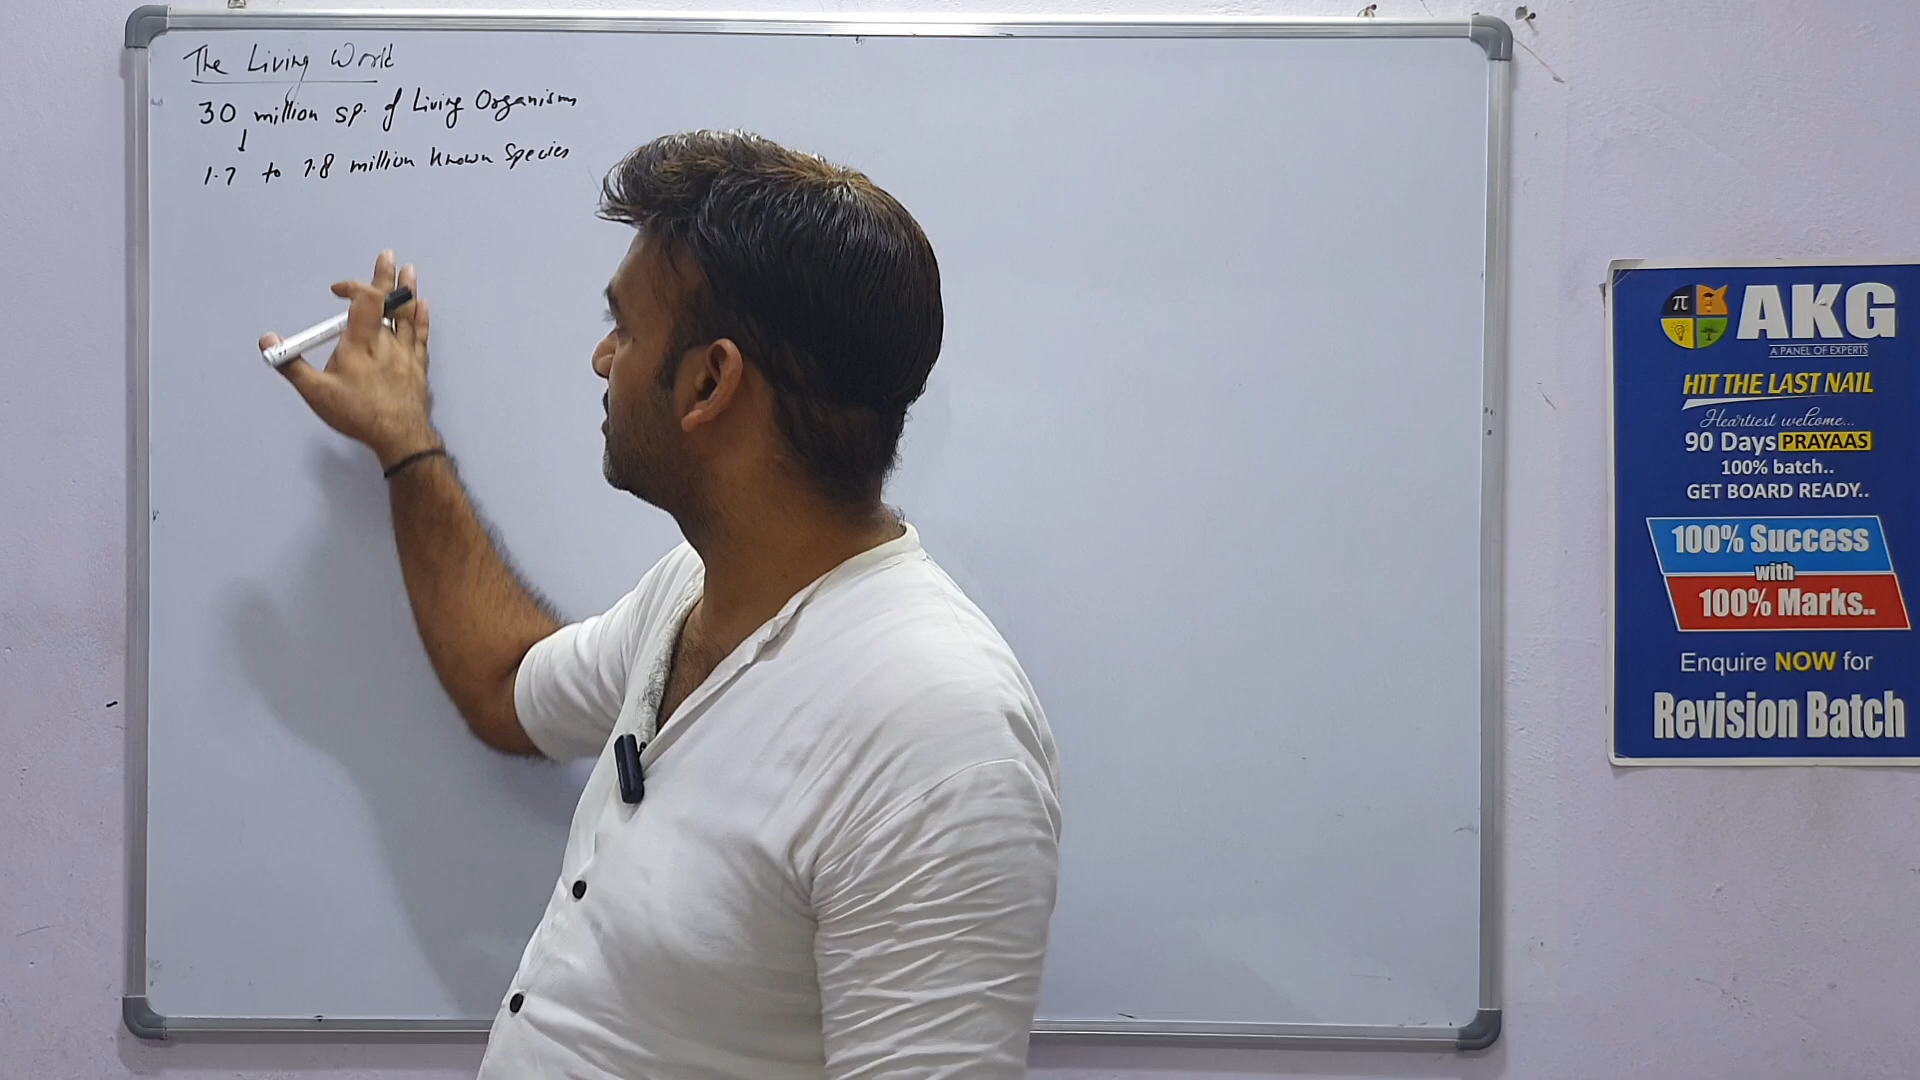 The Living World
30 million sp. of Living Organisms
↓
1.7 to 1.8 million known Species
π
AKG
A PANEL OF EXPERTS
HIT THE LAST NAIL
Heartiest welcome...
90 Days PRAYAAS
100% batch..
GET BOARD READY..
100% Success
with
100% Marks..
Enquire NOW for
Revision Batch